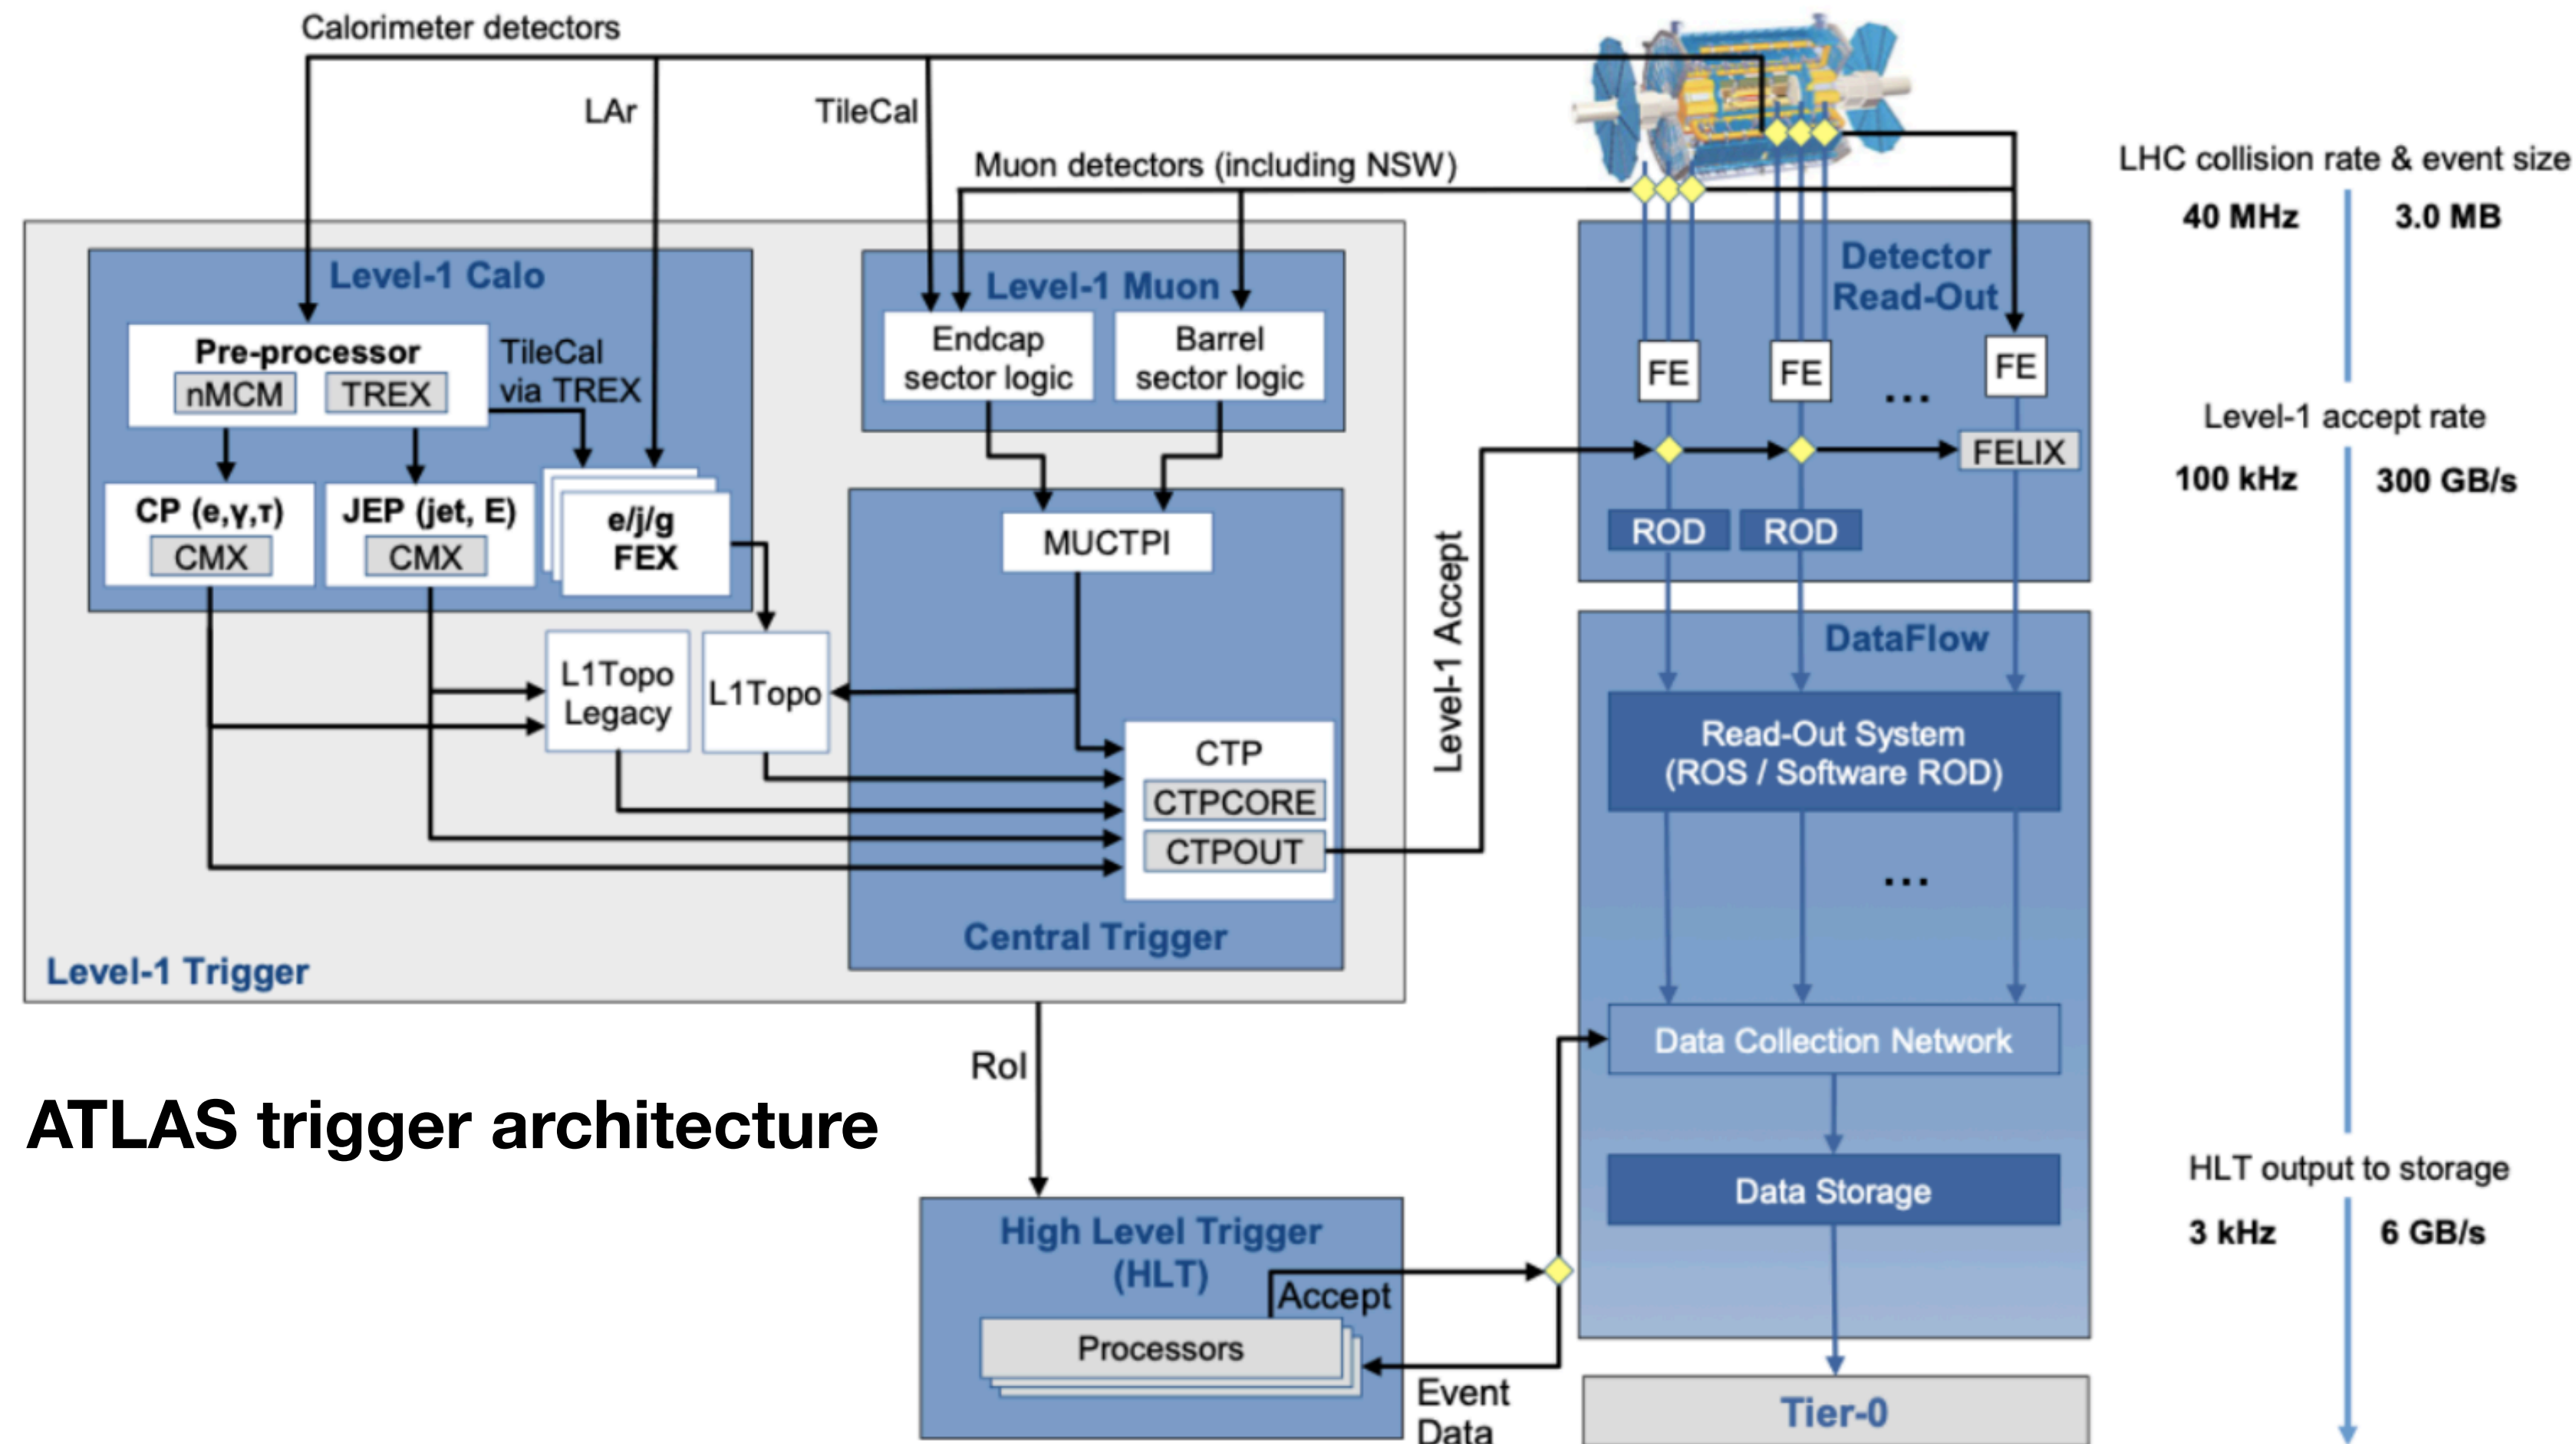 Calorimeter detectors
LAr
TileCal
Muon detectors (including NSW)
LHC collision rate & event size
40 MHz
3.0 MB
Level-1 Calo
Pre-processor
nMCM
TREX
TileCal
via TREX
CP (e,γ,τ)
CMX
JEP (jet, E)
CMX
e/j/g
FEX
Level-1 Muon
Endcap
sector logic
Barrel
sector logic
MUCTPI
L1Topo
Legacy
L1Topo
CTP
CTPCORE
CTPOUT
Central Trigger
Level-1 Trigger
Level-1 Accept
Detector
Read-Out
FE
FE
...
FE
FELIX
ROD
ROD
Level-1 accept rate
100 kHz
300 GB/s
DataFlow
Read-Out System
(ROS / Software ROD)
...
Data Collection Network
Data Storage
Tier-0
HLT output to storage
3 kHz
6 GB/s
RoI
ATLAS trigger architecture
High Level Trigger
(HLT)
Accept
Processors
Event
Data